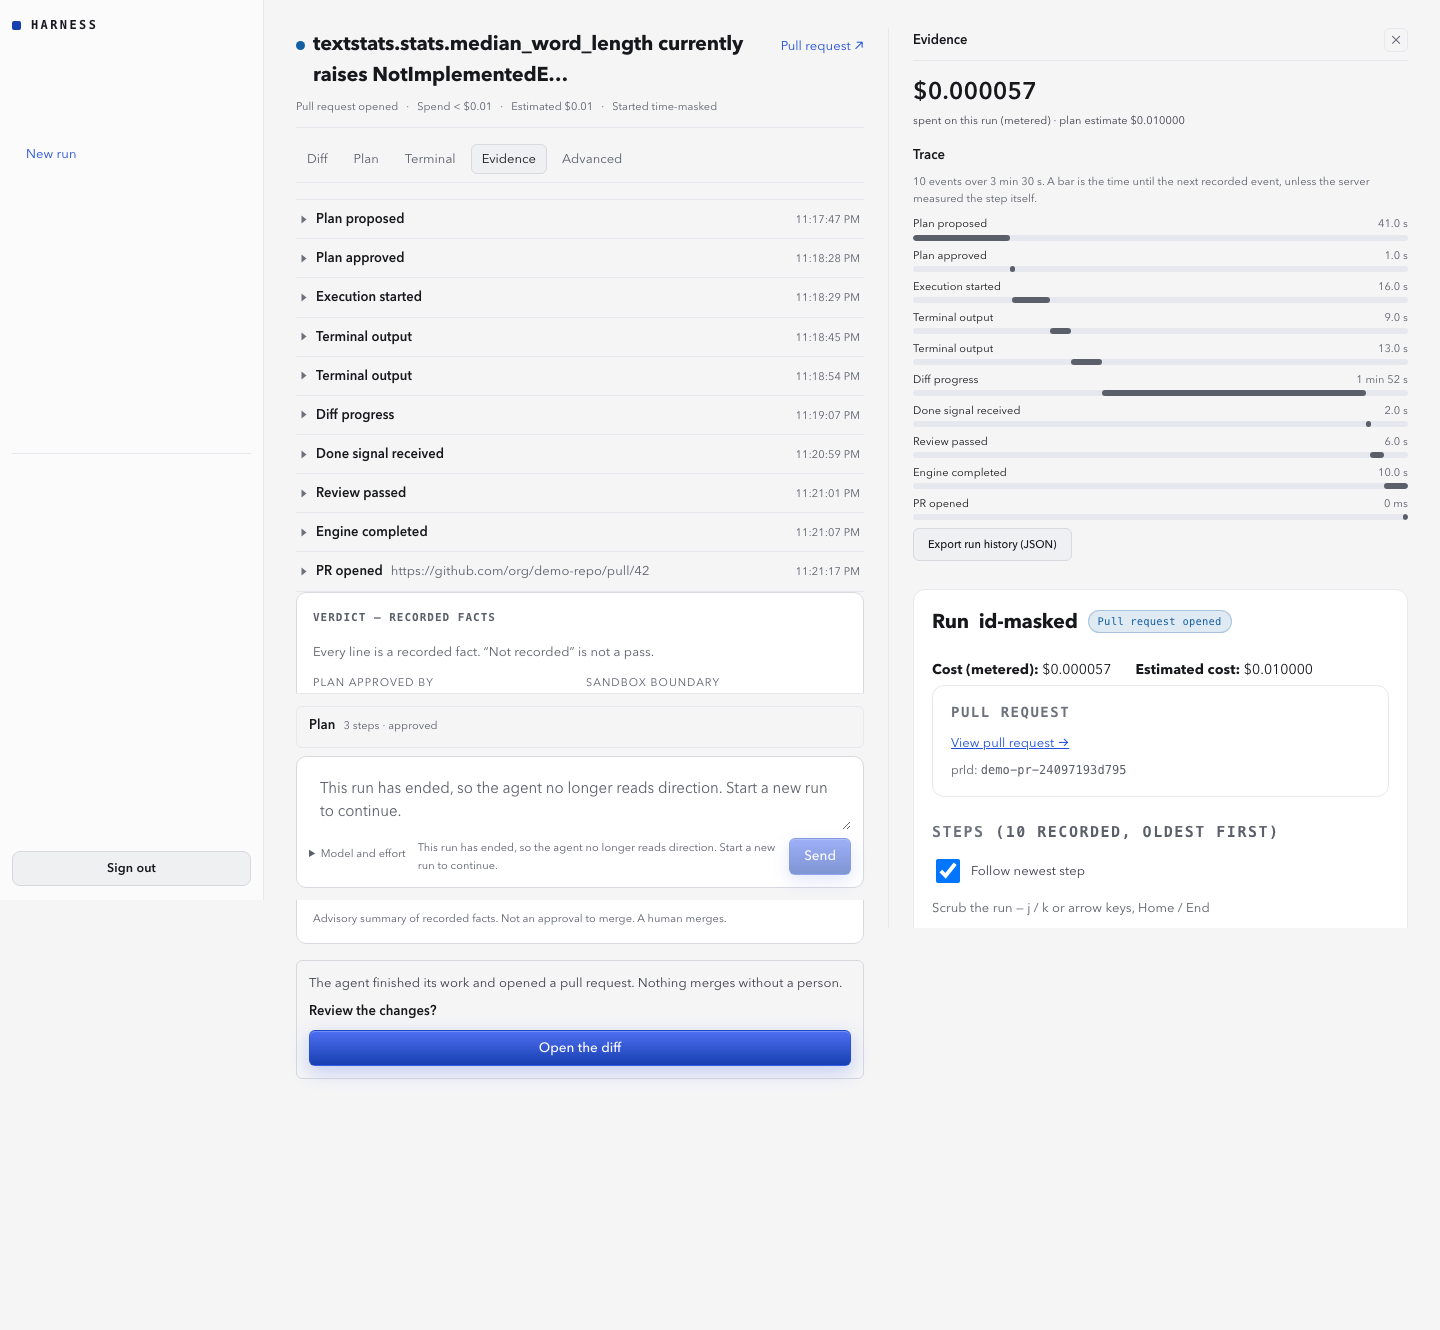 HARNESS
New run
Sign out
textstats.stats.median_word_length currently
raises NotImplementedE...
Pull request ↗
Pull request opened · Spend < $0.01 · Estimated $0.01 · Started time-masked
Diff Plan Terminal Evidence Advanced
Plan proposed 11:17:47 PM
Plan approved 11:18:28 PM
Execution started 11:18:29 PM
Terminal output 11:18:45 PM
Terminal output 11:18:54 PM
Diff progress 11:19:07 PM
Done signal received 11:20:59 PM
Review passed 11:21:01 PM
Engine completed 11:21:07 PM
PR opened https://github.com/org/demo-repo/pull/42 11:21:17 PM
VERDICT — RECORDED FACTS
Every line is a recorded fact. “Not recorded” is not a pass.
PLAN APPROVED BY SANDBOX BOUNDARY
Plan 3 steps · approved
This run has ended, so the agent no longer reads direction. Start a new run
to continue.
Model and effort
This run has ended, so the agent no longer reads direction. Start a new
run to continue.
Send
Advisory summary of recorded facts. Not an approval to merge. A human merges.
The agent finished its work and opened a pull request. Nothing merges without a person.
Review the changes?
Open the diff
Evidence
$0.000057
spent on this run (metered) · plan estimate $0.010000
Trace
10 events over 3 min 30 s. A bar is the time until the next recorded event, unless the server
measured the step itself.
Plan proposed 41.0 s
Plan approved 1.0 s
Execution started 16.0 s
Terminal output 9.0 s
Terminal output 13.0 s
Diff progress 1 min 52 s
Done signal received 2.0 s
Review passed 6.0 s
Engine completed 10.0 s
PR opened 0 ms
Export run history (JSON)
Run id-masked Pull request opened
Cost (metered): $0.000057 Estimated cost: $0.010000
PULL REQUEST
View pull request →
prId: demo-pr-24097193d795
STEPS (10 RECORDED, OLDEST FIRST)
Follow newest step
Scrub the run — j / k or arrow keys, Home / End